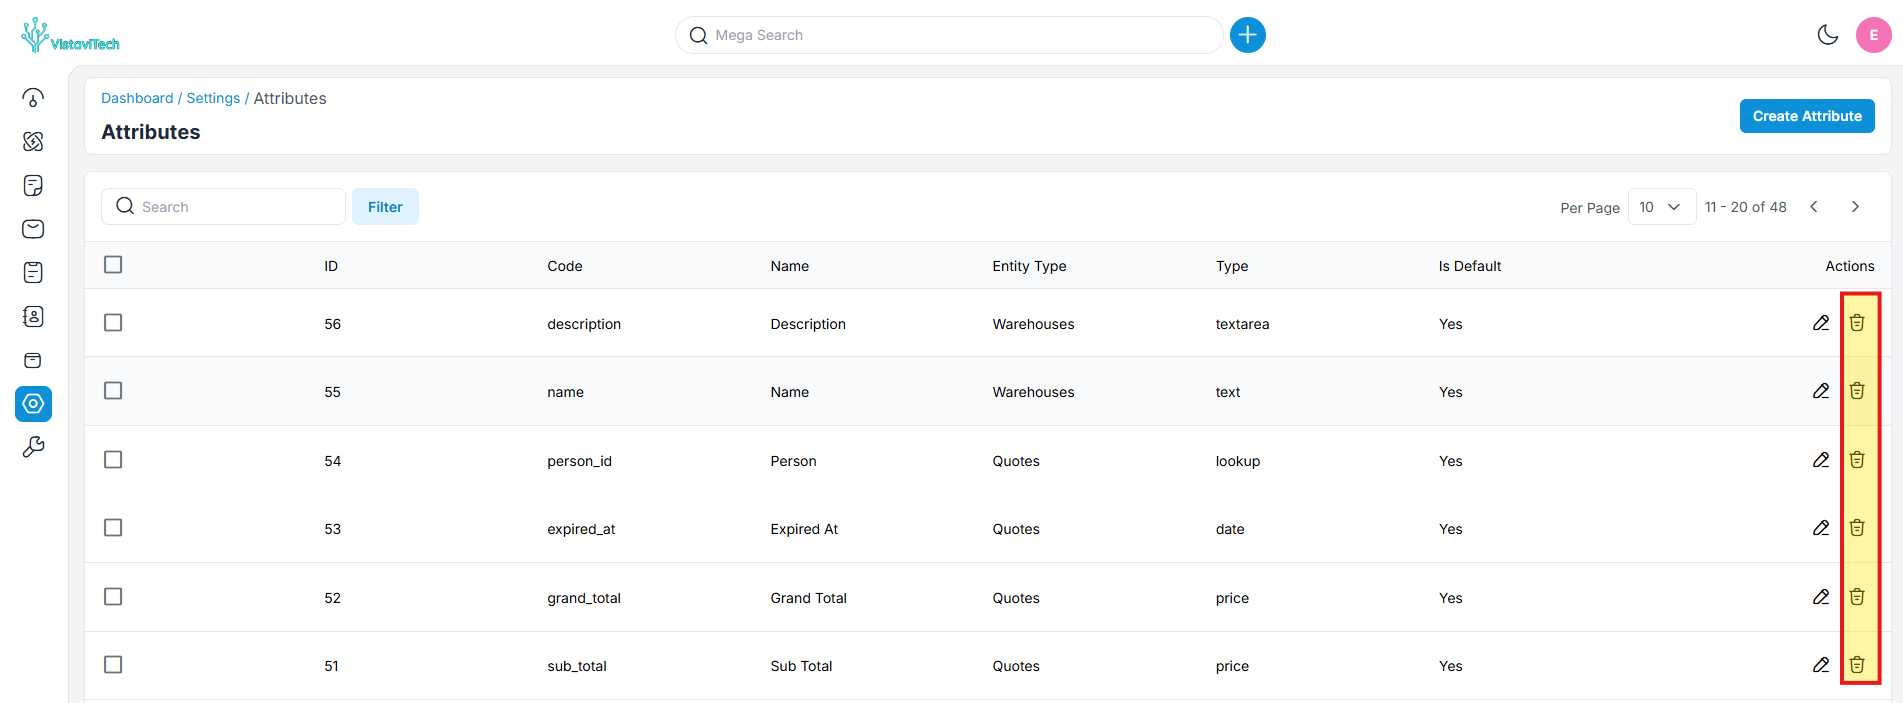 VistaviTech
Mega Search
E
Dashboard / Settings / Attributes
Attributes
Create Attribute
Search
Filter
Per Page 10 11 - 20 of 48
ID Code Name Entity Type Type Is Default Actions
56 description Description Warehouses textarea Yes
55 name Name Warehouses text Yes
54 person_id Person Quotes lookup Yes
53 expired_at Expired At Quotes date Yes
52 grand_total Grand Total Quotes price Yes
51 sub_total Sub Total Quotes price Yes